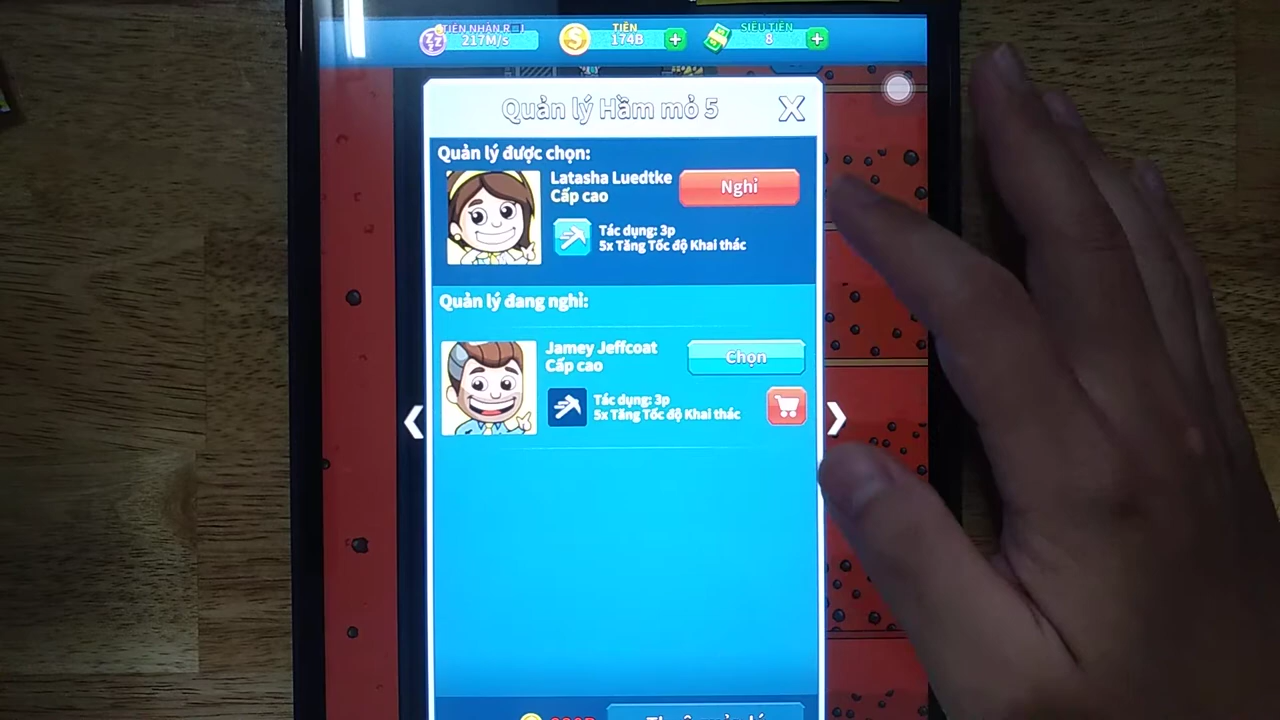 TIỀN NHÀN R
217M/s
TIỀN
174B
SIÊU TIỀN
8
Quản lý Hầm mỏ 5
X
Quản lý được chọn:
Latasha Luedtke
Cấp cao
Nghỉ
Tác dụng: 3p
5x Tăng Tốc độ Khai thác
Quản lý đang nghỉ:
Jamey Jeffcoat
Cấp cao
Chọn
Tác dụng: 3p
5x Tăng Tốc độ Khai thác